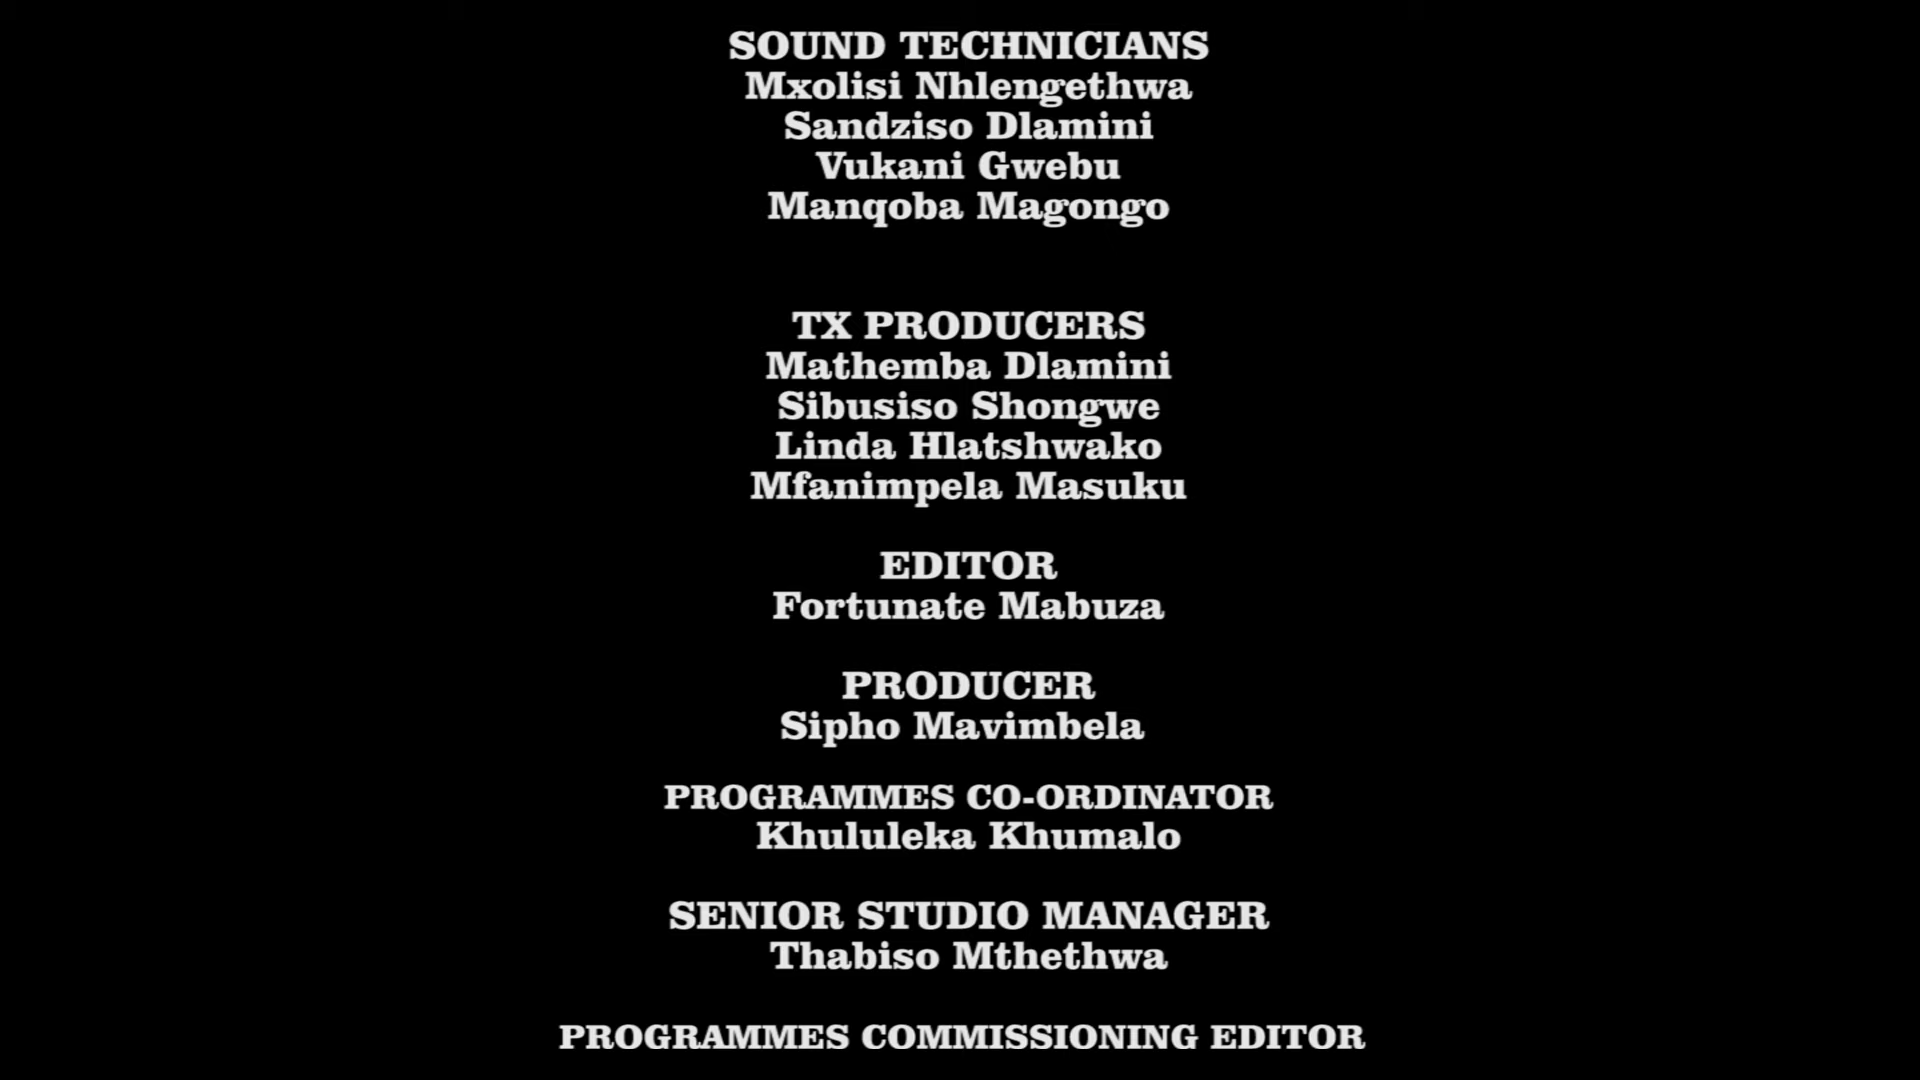 SOUND TECHNICIANS
Mxolisi Nhlengethwa
Sandziso Dlamini
Vukani Gwebu
Manqoba Magongo
TX PRODUCERS
Mathemba Dlamini
Sibusiso Shongwe
Linda Hlatshwako
Mfanimpela Masuku
EDITOR
Fortunate Mabuza
PRODUCER
Sipho Mavimbela
PROGRAMMES CO-ORDINATOR
Khululeka Khumalo
SENIOR STUDIO MANAGER
Thabiso Mthethwa
PROGRAMMES COMMISSIONING EDITOR